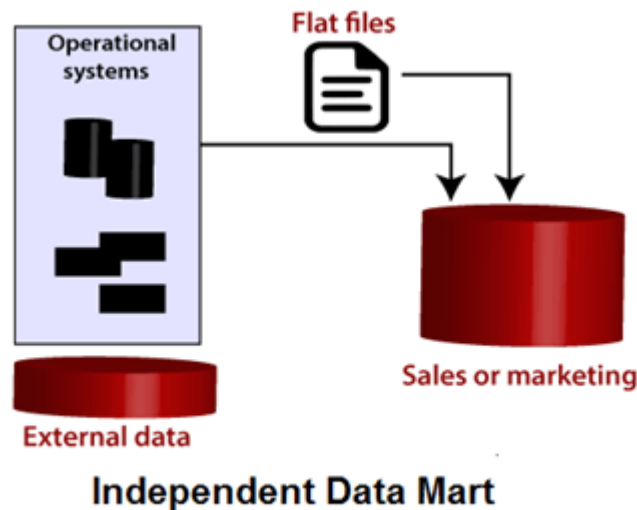 Operational
systems
Flat files
Sales or marketing
External data
Independent Data Mart